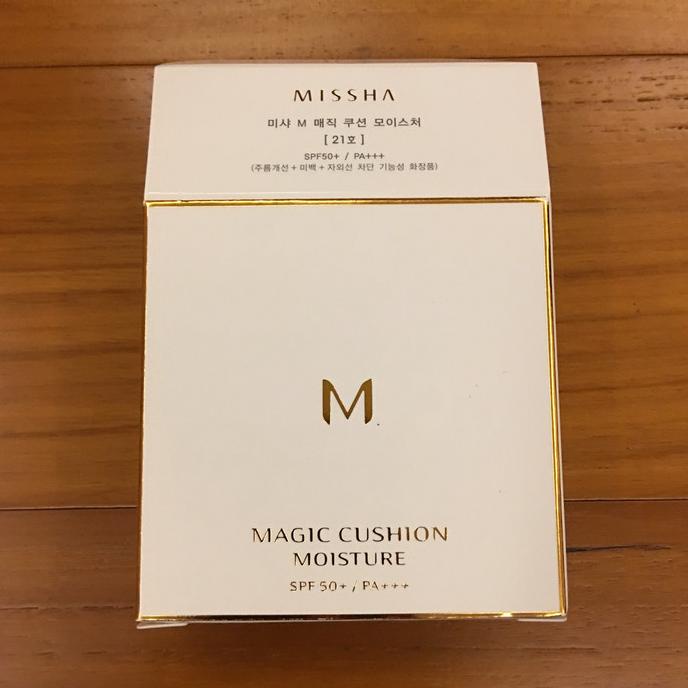 MISSHA
미샤 M 매직 쿠션 모이스처
[ 21호 ]
SPF50+ / PA+++
(주름개선+미백+자외선 차단 기능성 화장품)
M
MAGIC CUSHION
MOISTURE
SPF 50+ / PA+++